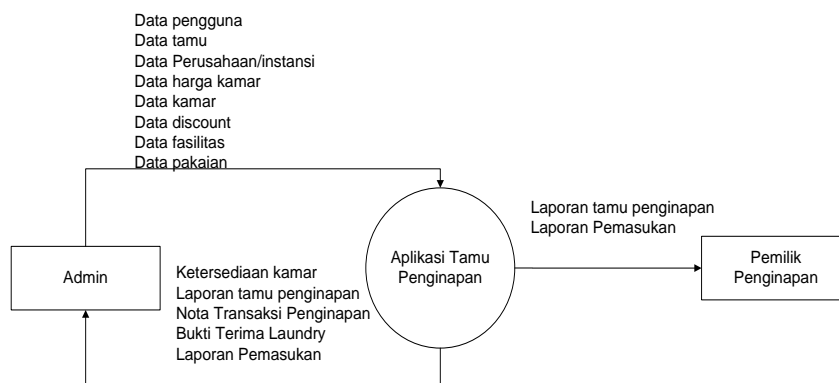 Data pengguna
Data tamu
Data Perusahaan/instansi
Data harga kamar
Data kamar
Data discount
Data fasilitas
Data pakaian
Laporan tamu penginapan
Laporan Pemasukan
Admin
Aplikasi Tamu
Penginapan
Pemilik
Penginapan
Ketersediaan kamar
Laporan tamu penginapan
Nota Transaksi Penginapan
Bukti Terima Laundry
Laporan Pemasukan